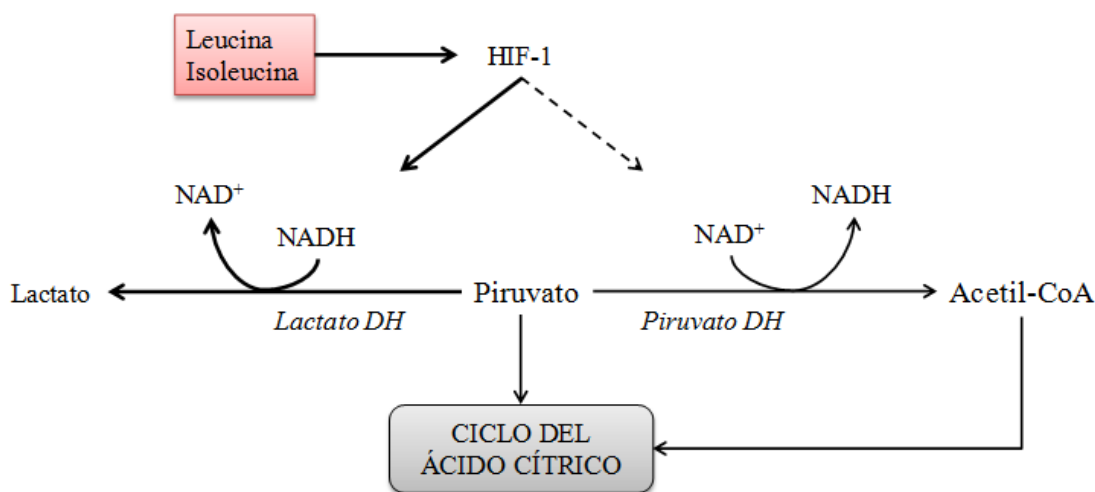 Leucina
Isoleucina
HIF-1
NAD⁺
NADH
NAD⁺
NADH
Lactato
Piruvato
Acetil-CoA
Lactato DH
Piruvato DH
CICLO DEL
ÁCIDO CÍTRICO